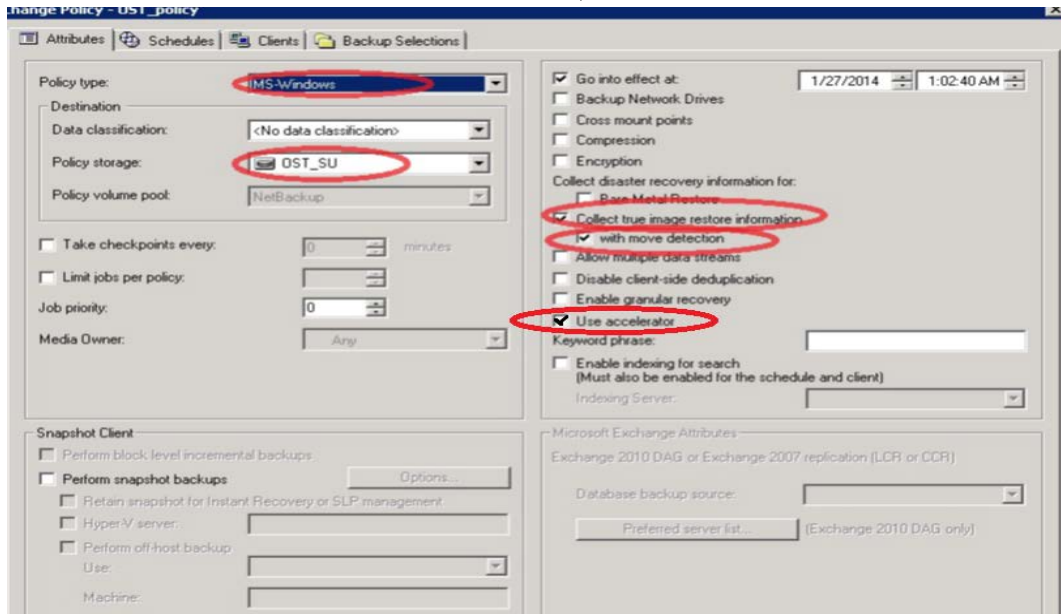 Change Policy - OST_policy
Attributes Schedules Clients Backup Selections
Policy type: MS-Windows
Destination
Data classification: <No data classification>
Policy storage: OST_SU
Policy volume pool: NetBackup
Take checkpoints every: 0 minutes
Limit jobs per policy:
Job priority: 0
Media Owner: Any
Go into effect at: 1/27/2014 1:02:40 AM
Backup Network Drives
Cross mount points
Compression
Encryption
Collect disaster recovery information for:
Bare Metal Restore
Collect true image restore information
with move detection
Allow multiple data streams
Disable client-side deduplication
Enable granular recovery
Use accelerator
Keyword phrase:
Enable indexing for search
(Must also be enabled for the schedule and client)
Indexing Server:
Snapshot Client
Perform block level incremental backups
Perform snapshot backups Options...
Retain snapshot for Instant Recovery or SLP management
Hyper-V server:
Perform off-host backup
Use:
Machine:
Microsoft Exchange Attributes
Exchange 2010 DAG or Exchange 2007 replication (LCR or CCR)
Database backup source:
Preferred server list... (Exchange 2010 DAG only)